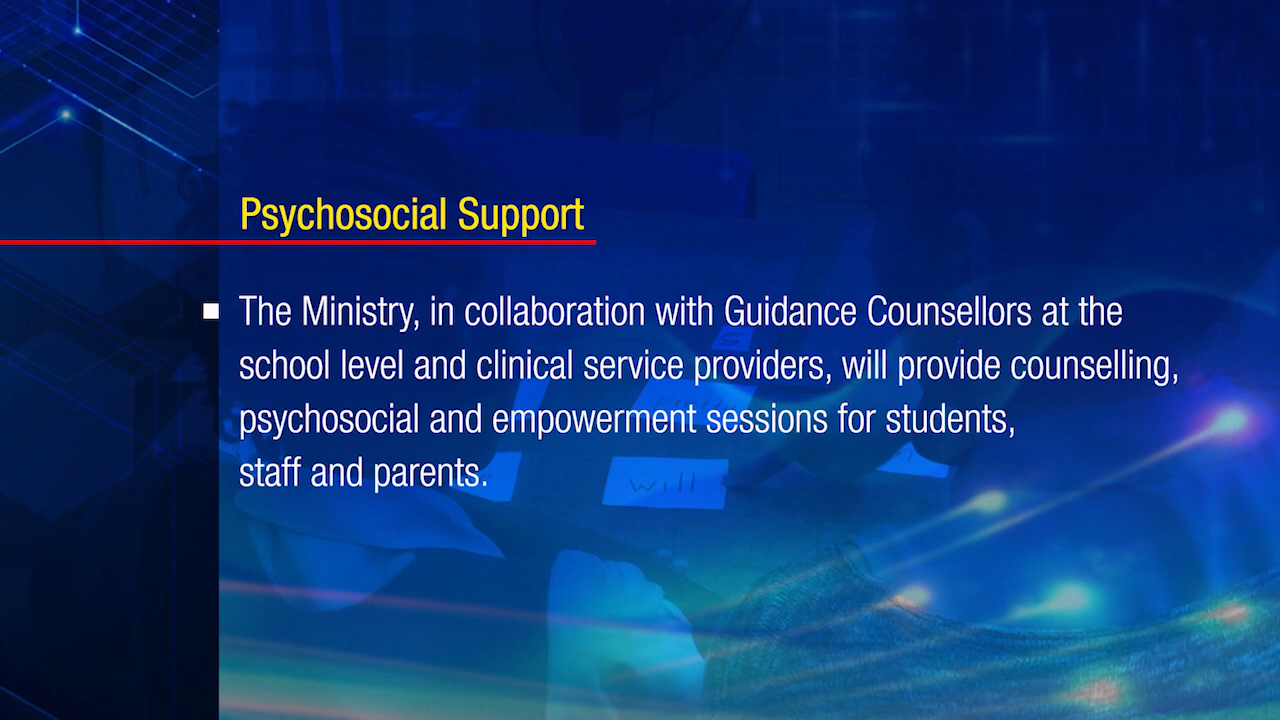 Psychosocial Support
The Ministry, in collaboration with Guidance Counsellors at the
school level and clinical service providers, will provide counselling,
psychosocial and empowerment sessions for students,
staff and parents.
will